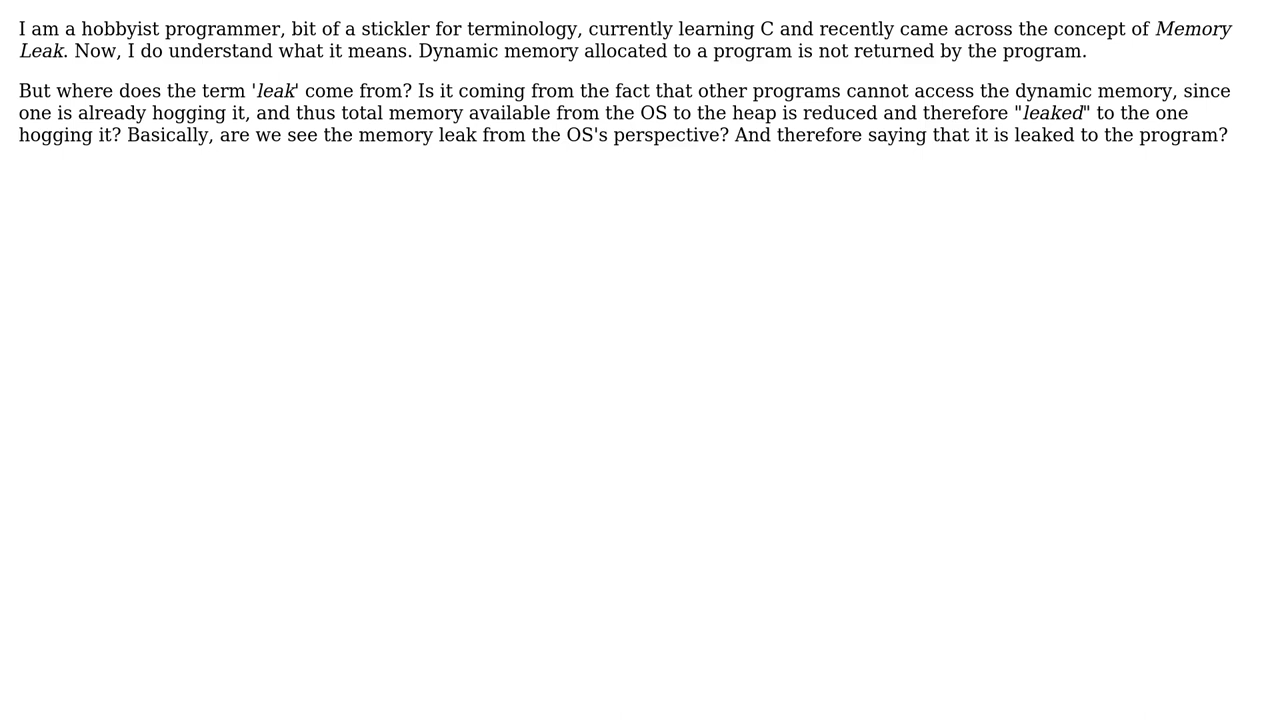 I am a hobbyist programmer, bit of a stickler for terminology, currently learning C and recently came across the concept of Memory
Leak. Now, I do understand what it means. Dynamic memory allocated to a program is not returned by the program.
But where does the term 'leak' come from? Is it coming from the fact that other programs cannot access the dynamic memory, since
one is already hogging it, and thus total memory available from the OS to the heap is reduced and therefore "leaked" to the one
hogging it? Basically, are we see the memory leak from the OS's perspective? And therefore saying that it is leaked to the program?